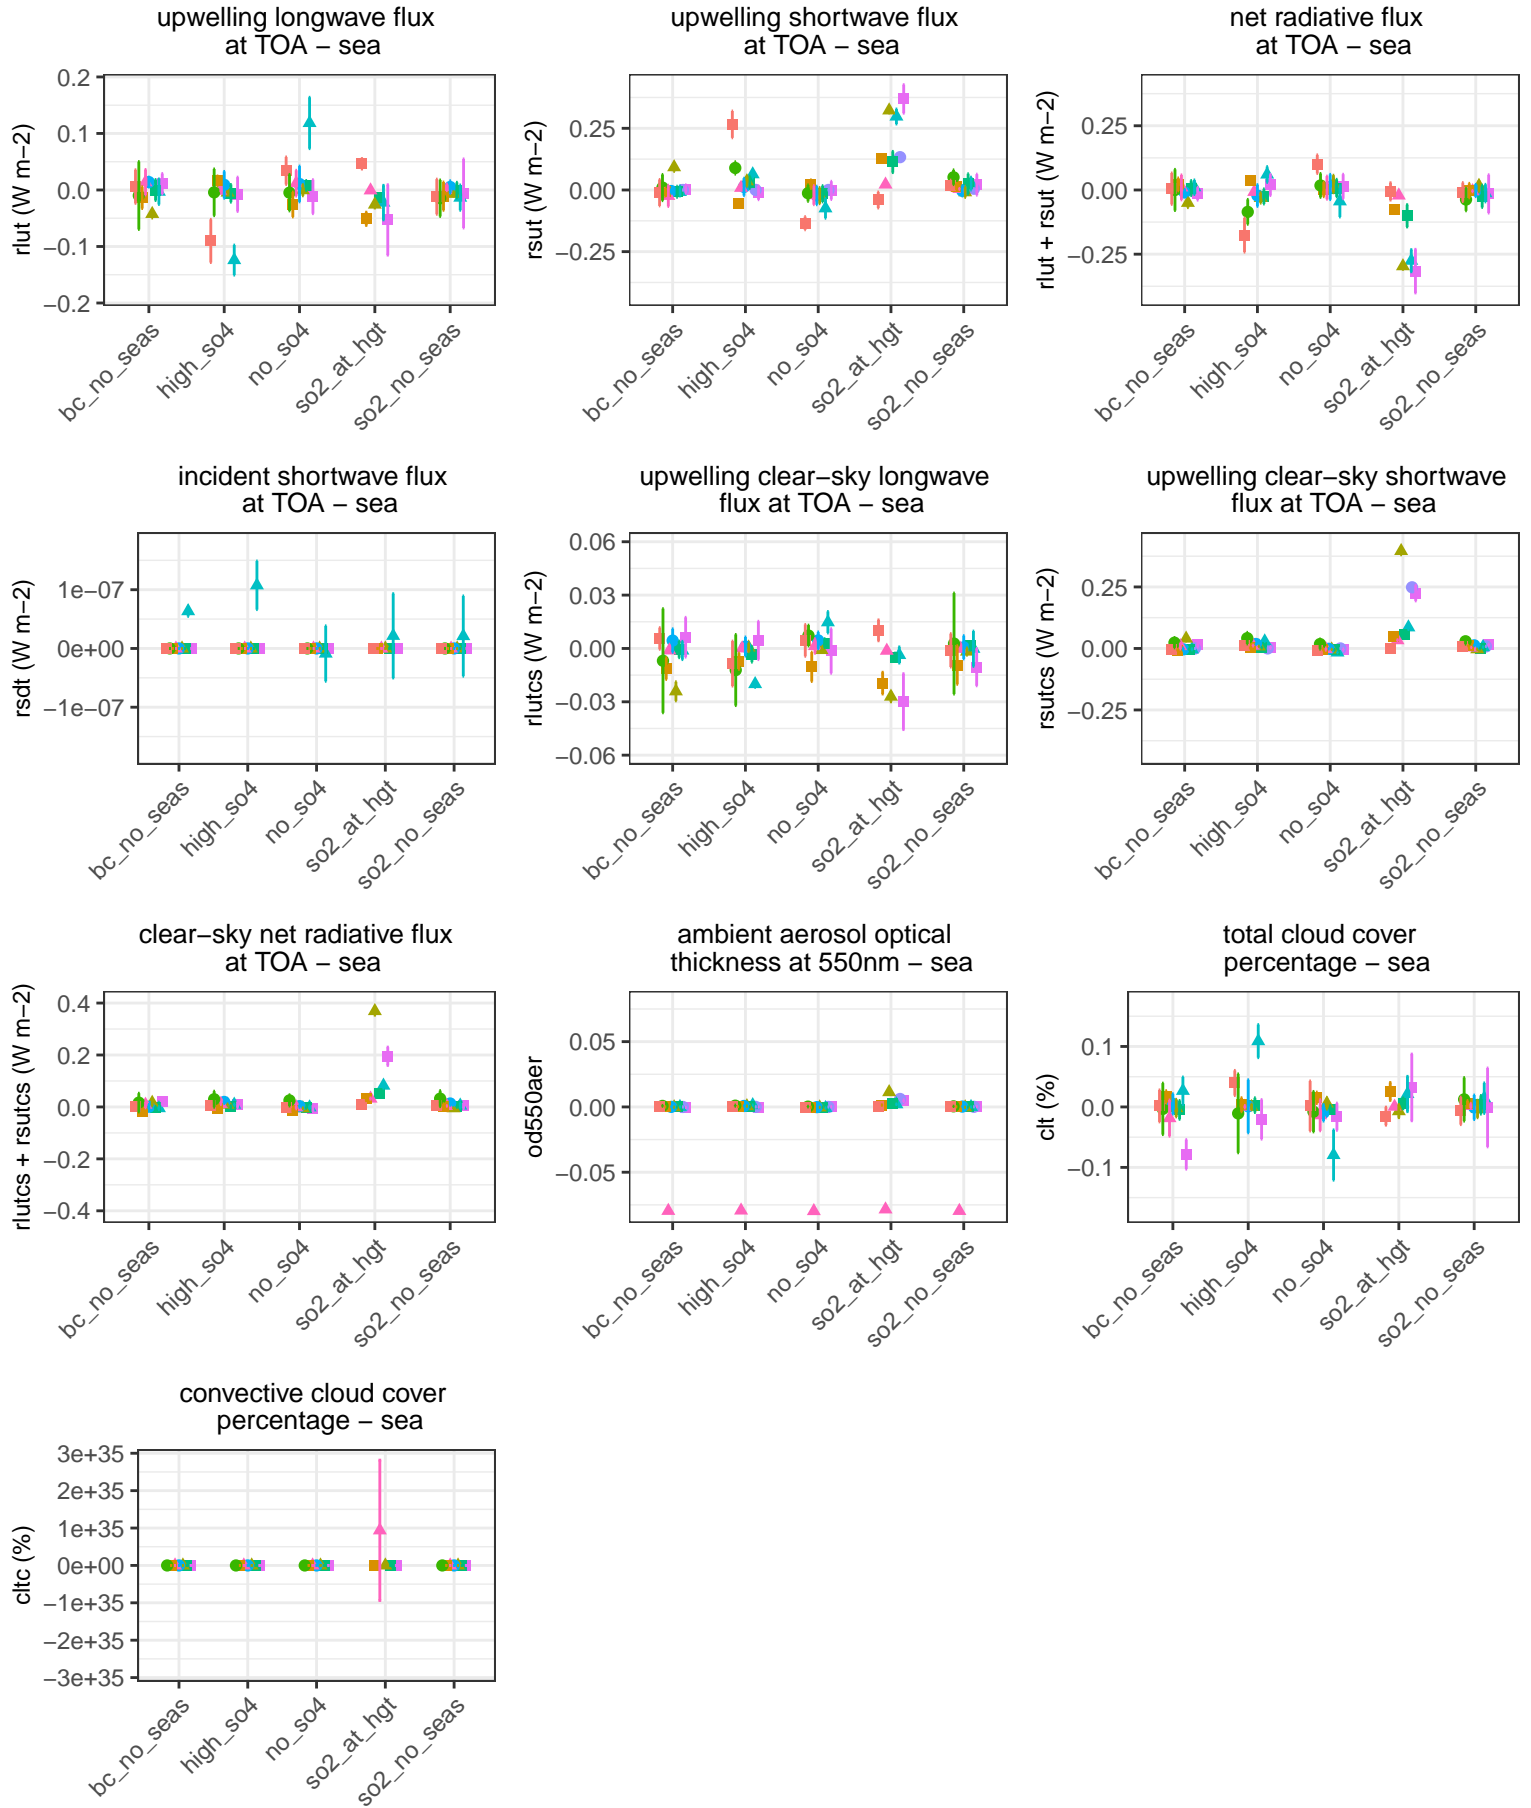 upwelling longwave flux
at TOA − sea
rlut (W m−2)
0.2
0.1
0.0
−0.1
−0.2
bc_no_seas
high_so4
no_so4
so2_at_hgt
so2_no_seas
upwelling shortwave flux
at TOA − sea
rsut (W m−2)
0.25
0.00
−0.25
bc_no_seas
high_so4
no_so4
so2_at_hgt
so2_no_seas
net radiative flux
at TOA − sea
rlut + rsut (W m−2)
0.25
0.00
−0.25
bc_no_seas
high_so4
no_so4
so2_at_hgt
so2_no_seas
incident shortwave flux
at TOA − sea
rsdt (W m−2)
1e−07
0e+00
−1e−07
bc_no_seas
high_so4
no_so4
so2_at_hgt
so2_no_seas
upwelling clear−sky longwave
flux at TOA − sea
rlutcs (W m−2)
0.06
0.03
0.00
−0.03
−0.06
bc_no_seas
high_so4
no_so4
so2_at_hgt
so2_no_seas
upwelling clear−sky shortwave
flux at TOA − sea
rsutcs (W m−2)
0.25
0.00
−0.25
bc_no_seas
high_so4
no_so4
so2_at_hgt
so2_no_seas
clear−sky net radiative flux
at TOA − sea
rlutcs + rsutcs (W m−2)
0.4
0.2
0.0
−0.2
−0.4
bc_no_seas
high_so4
no_so4
so2_at_hgt
so2_no_seas
ambient aerosol optical
thickness at 550nm − sea
od550aer
0.05
0.00
−0.05
bc_no_seas
high_so4
no_so4
so2_at_hgt
so2_no_seas
total cloud cover
percentage − sea
clt (%)
0.1
0.0
−0.1
bc_no_seas
high_so4
no_so4
so2_at_hgt
so2_no_seas
convective cloud cover
percentage − sea
cltc (%)
3e+35
2e+35
1e+35
0e+00
−1e+35
−2e+35
−3e+35
bc_no_seas
high_so4
no_so4
so2_at_hgt
so2_no_seas